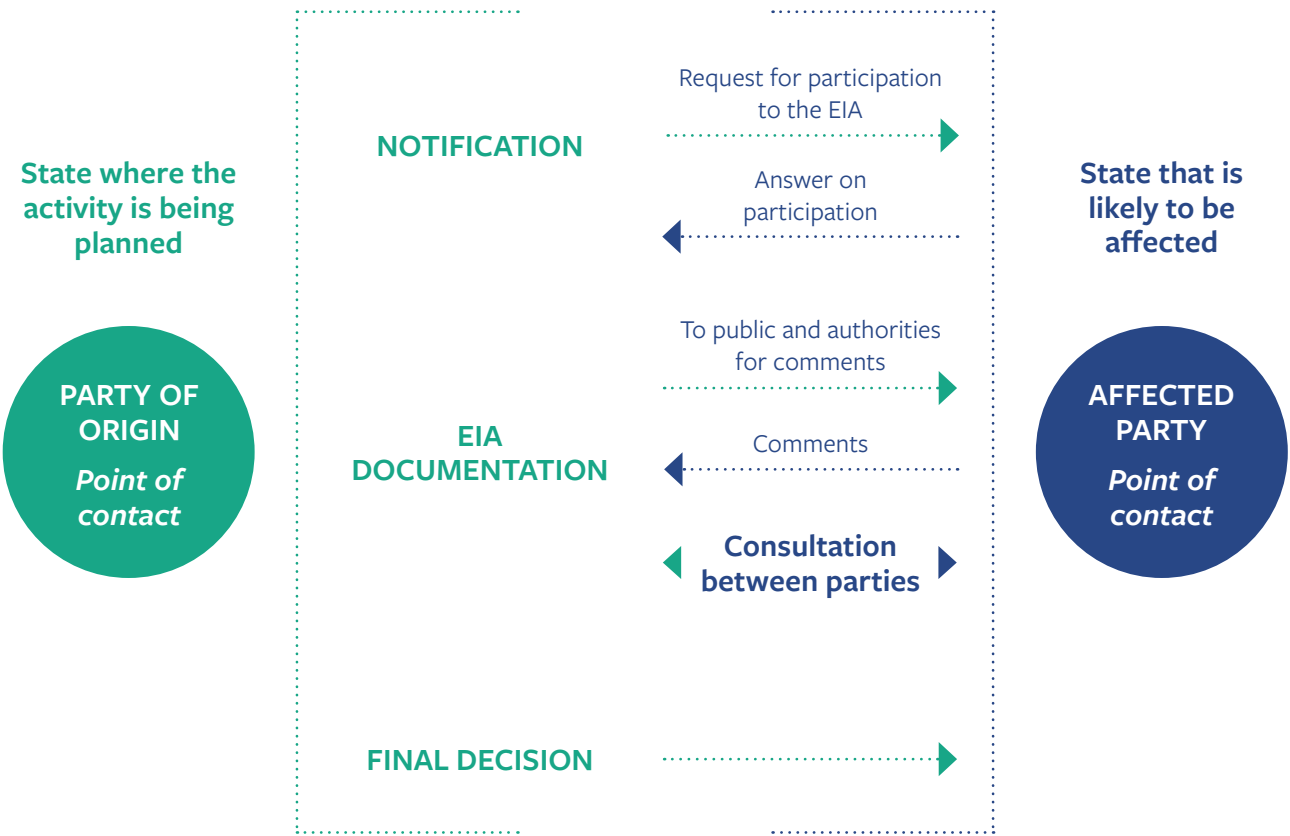 State where the
activity is being
planned
PARTY OF
ORIGIN
Point of
contact
NOTIFICATION
Request for participation
to the EIA
Answer on
participation
EIA
DOCUMENTATION
To public and authorities
for comments
Comments
Consultation
between parties
FINAL DECISION
State that is
likely to be
affected
AFFECTED
PARTY
Point of
contact